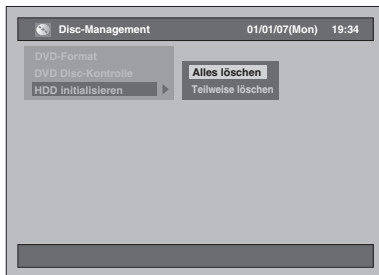 Disc-Management 01/01/07(Mon) 19:34
DVD-Format
DVD Disc-Kontrolle
HDD initialisieren
Alles löschen
Teilweise löschen